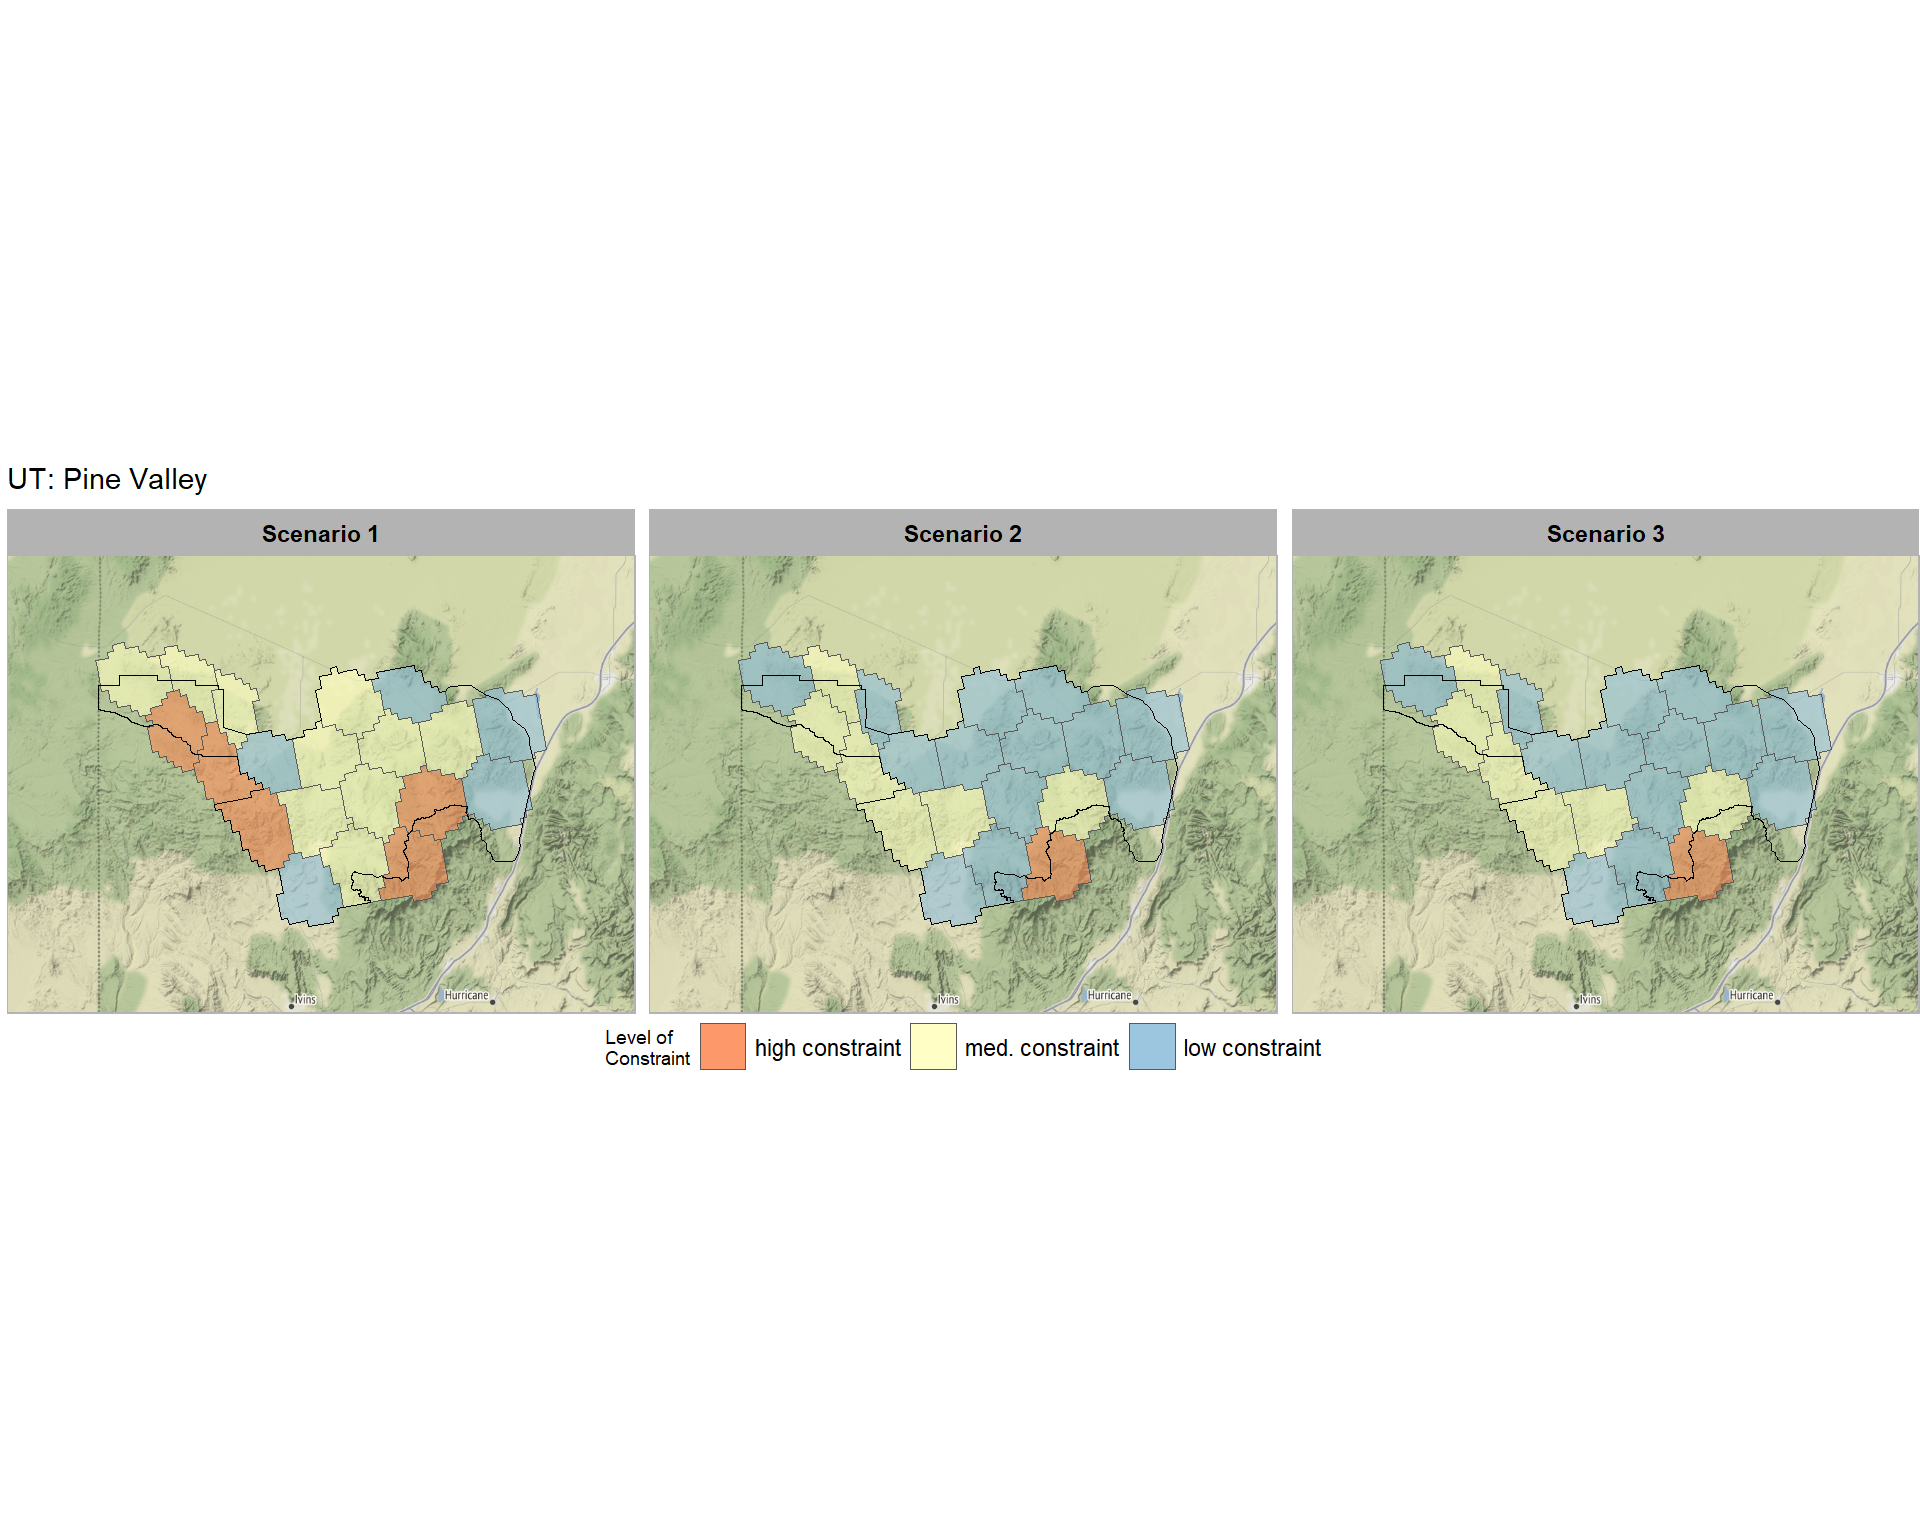 UT: Pine Valley
Scenario 1
Scenario 2
Scenario 3
Ivins
Hurricane
Ivins
Hurricane
Ivins
Hurricane
Level of
Constraint
high constraint
med. constraint
low constraint